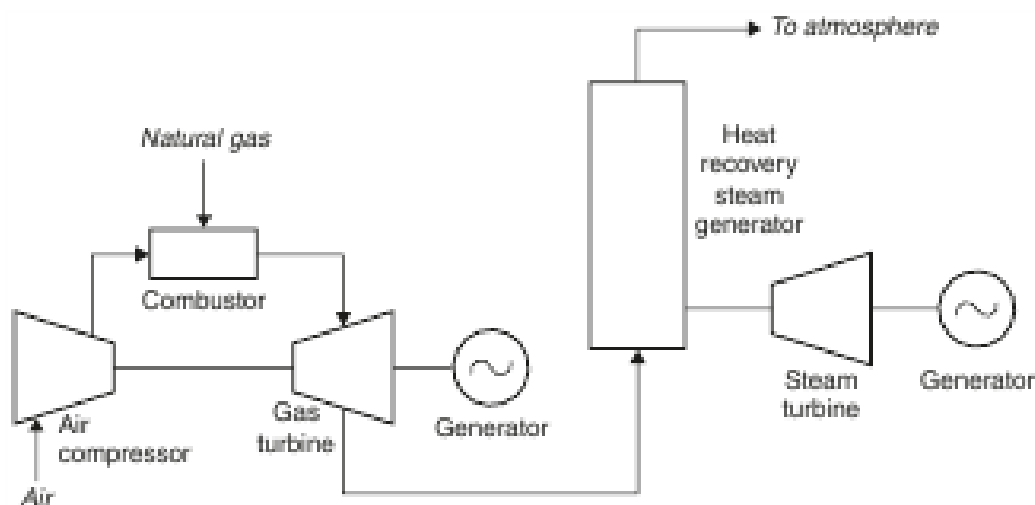 To atmosphere
Natural gas
Heat
recovery
steam
generator
Combustor
Air
compressor
Gas
turbine
Generator
Steam
turbine
Generator
Air